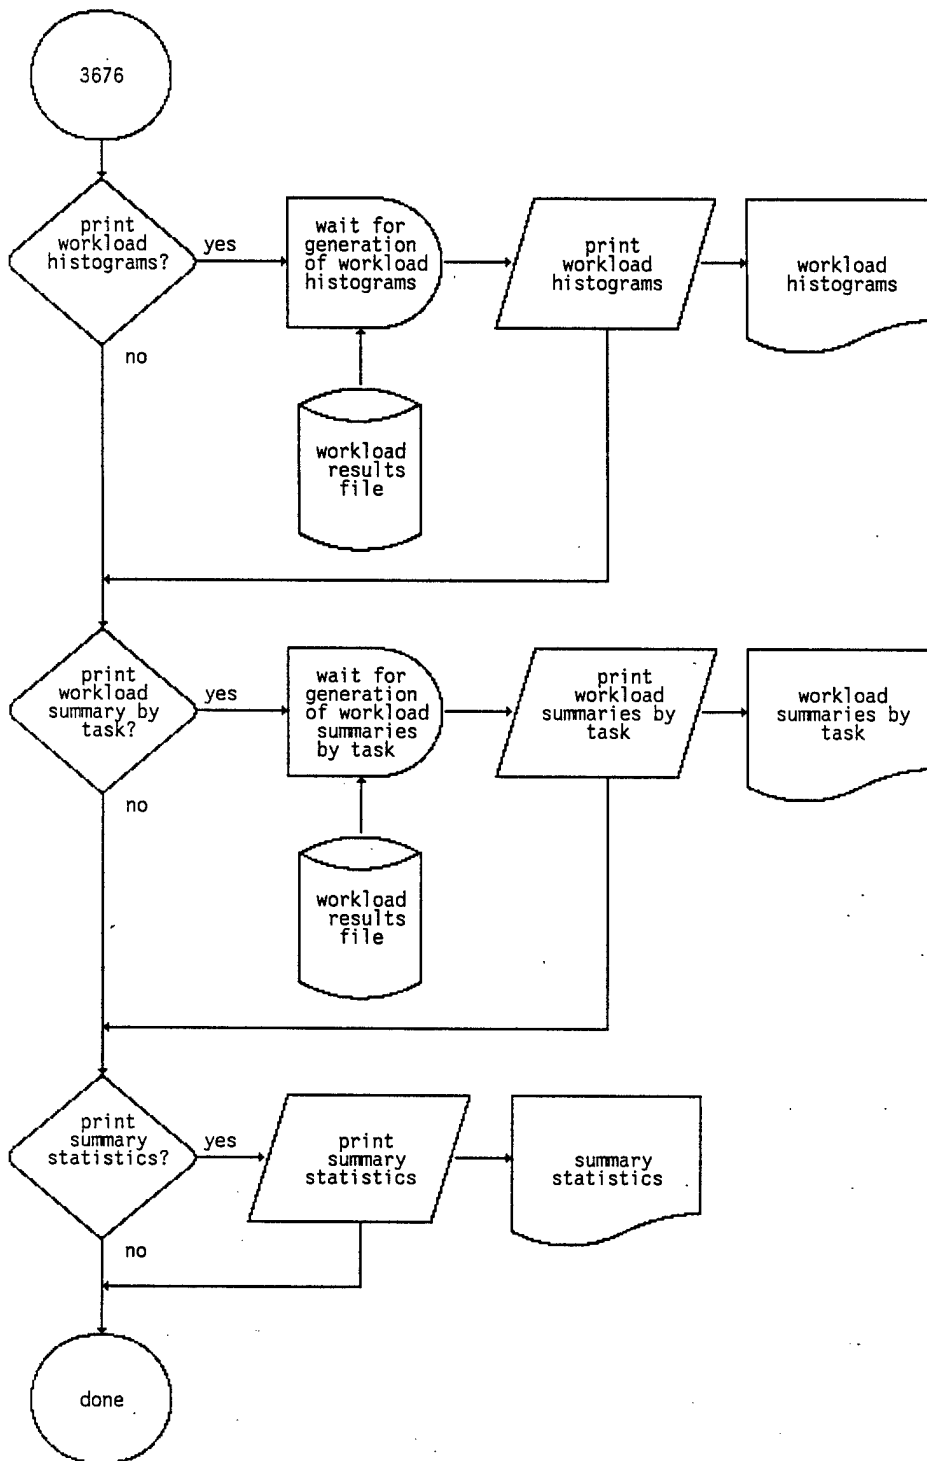 3676
print
workload
histograms?
yes
no
wait for
generation
of workload
histograms
print
workload
histograms
workload
histograms
workload
results
file
print
workload
summary by
task?
yes
no
wait for
generation
of workload
summaries
by task
print
workload
summaries by
task
workload
summaries by
task
workload
results
file
print
summary
statistics?
yes
no
print
summary
statistics
summary
statistics
done